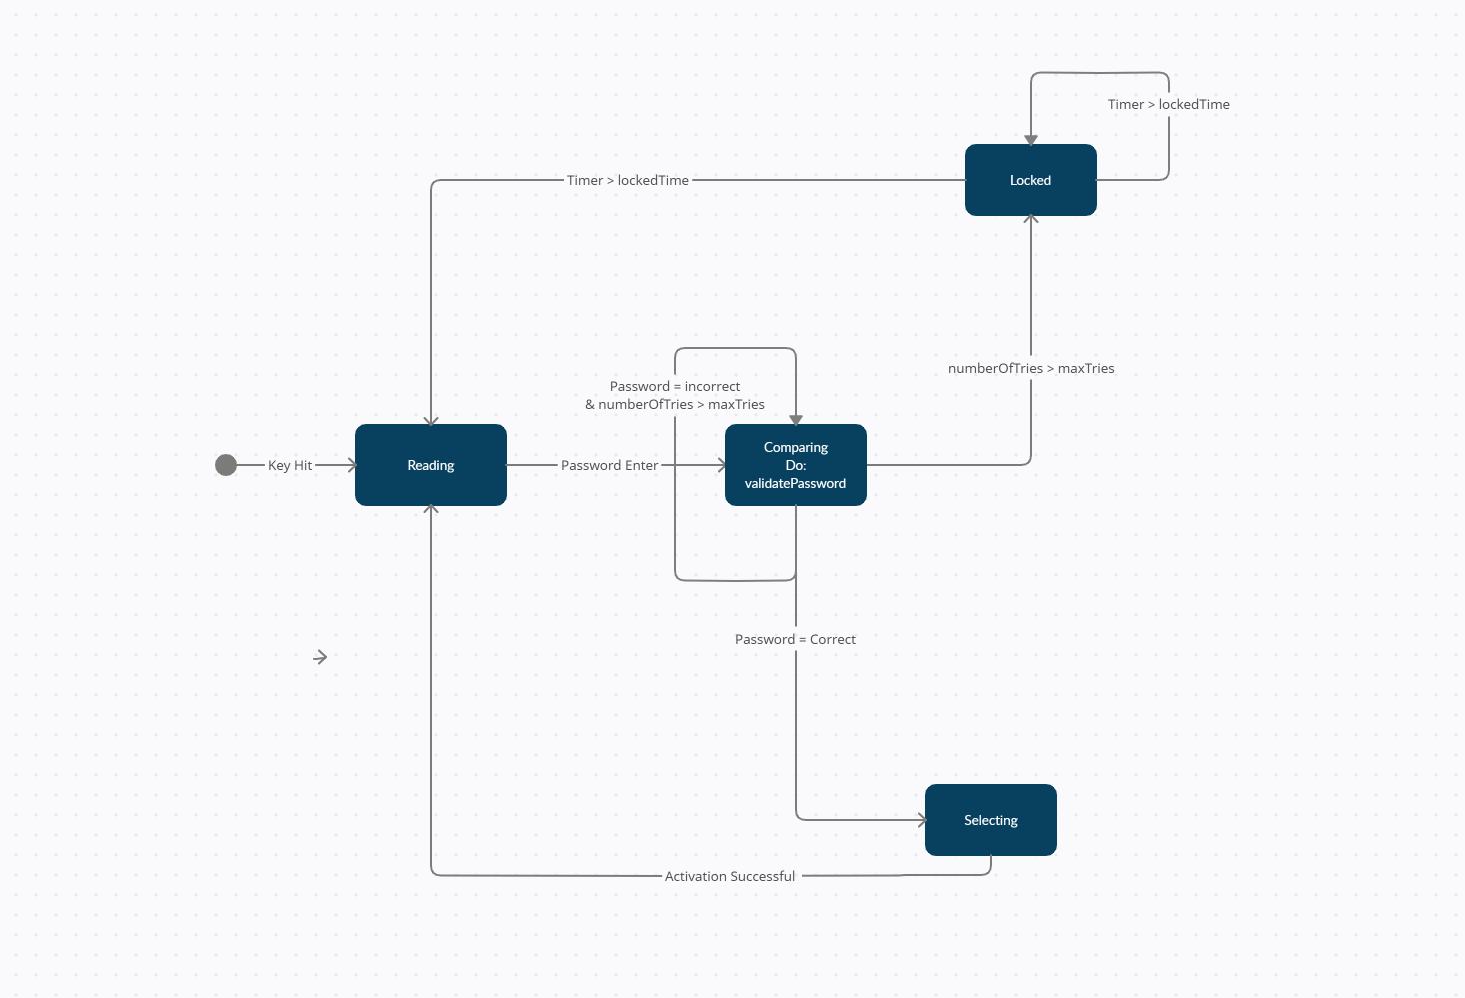 Timer > lockedTime
Timer > lockedTime
Locked
numberOfTries > maxTries
Password = incorrect
& numberOfTries > maxTries
Key Hit
Reading
Password Enter
Comparing
Do:
validatePassword
Password = Correct
Selecting
Activation Successful